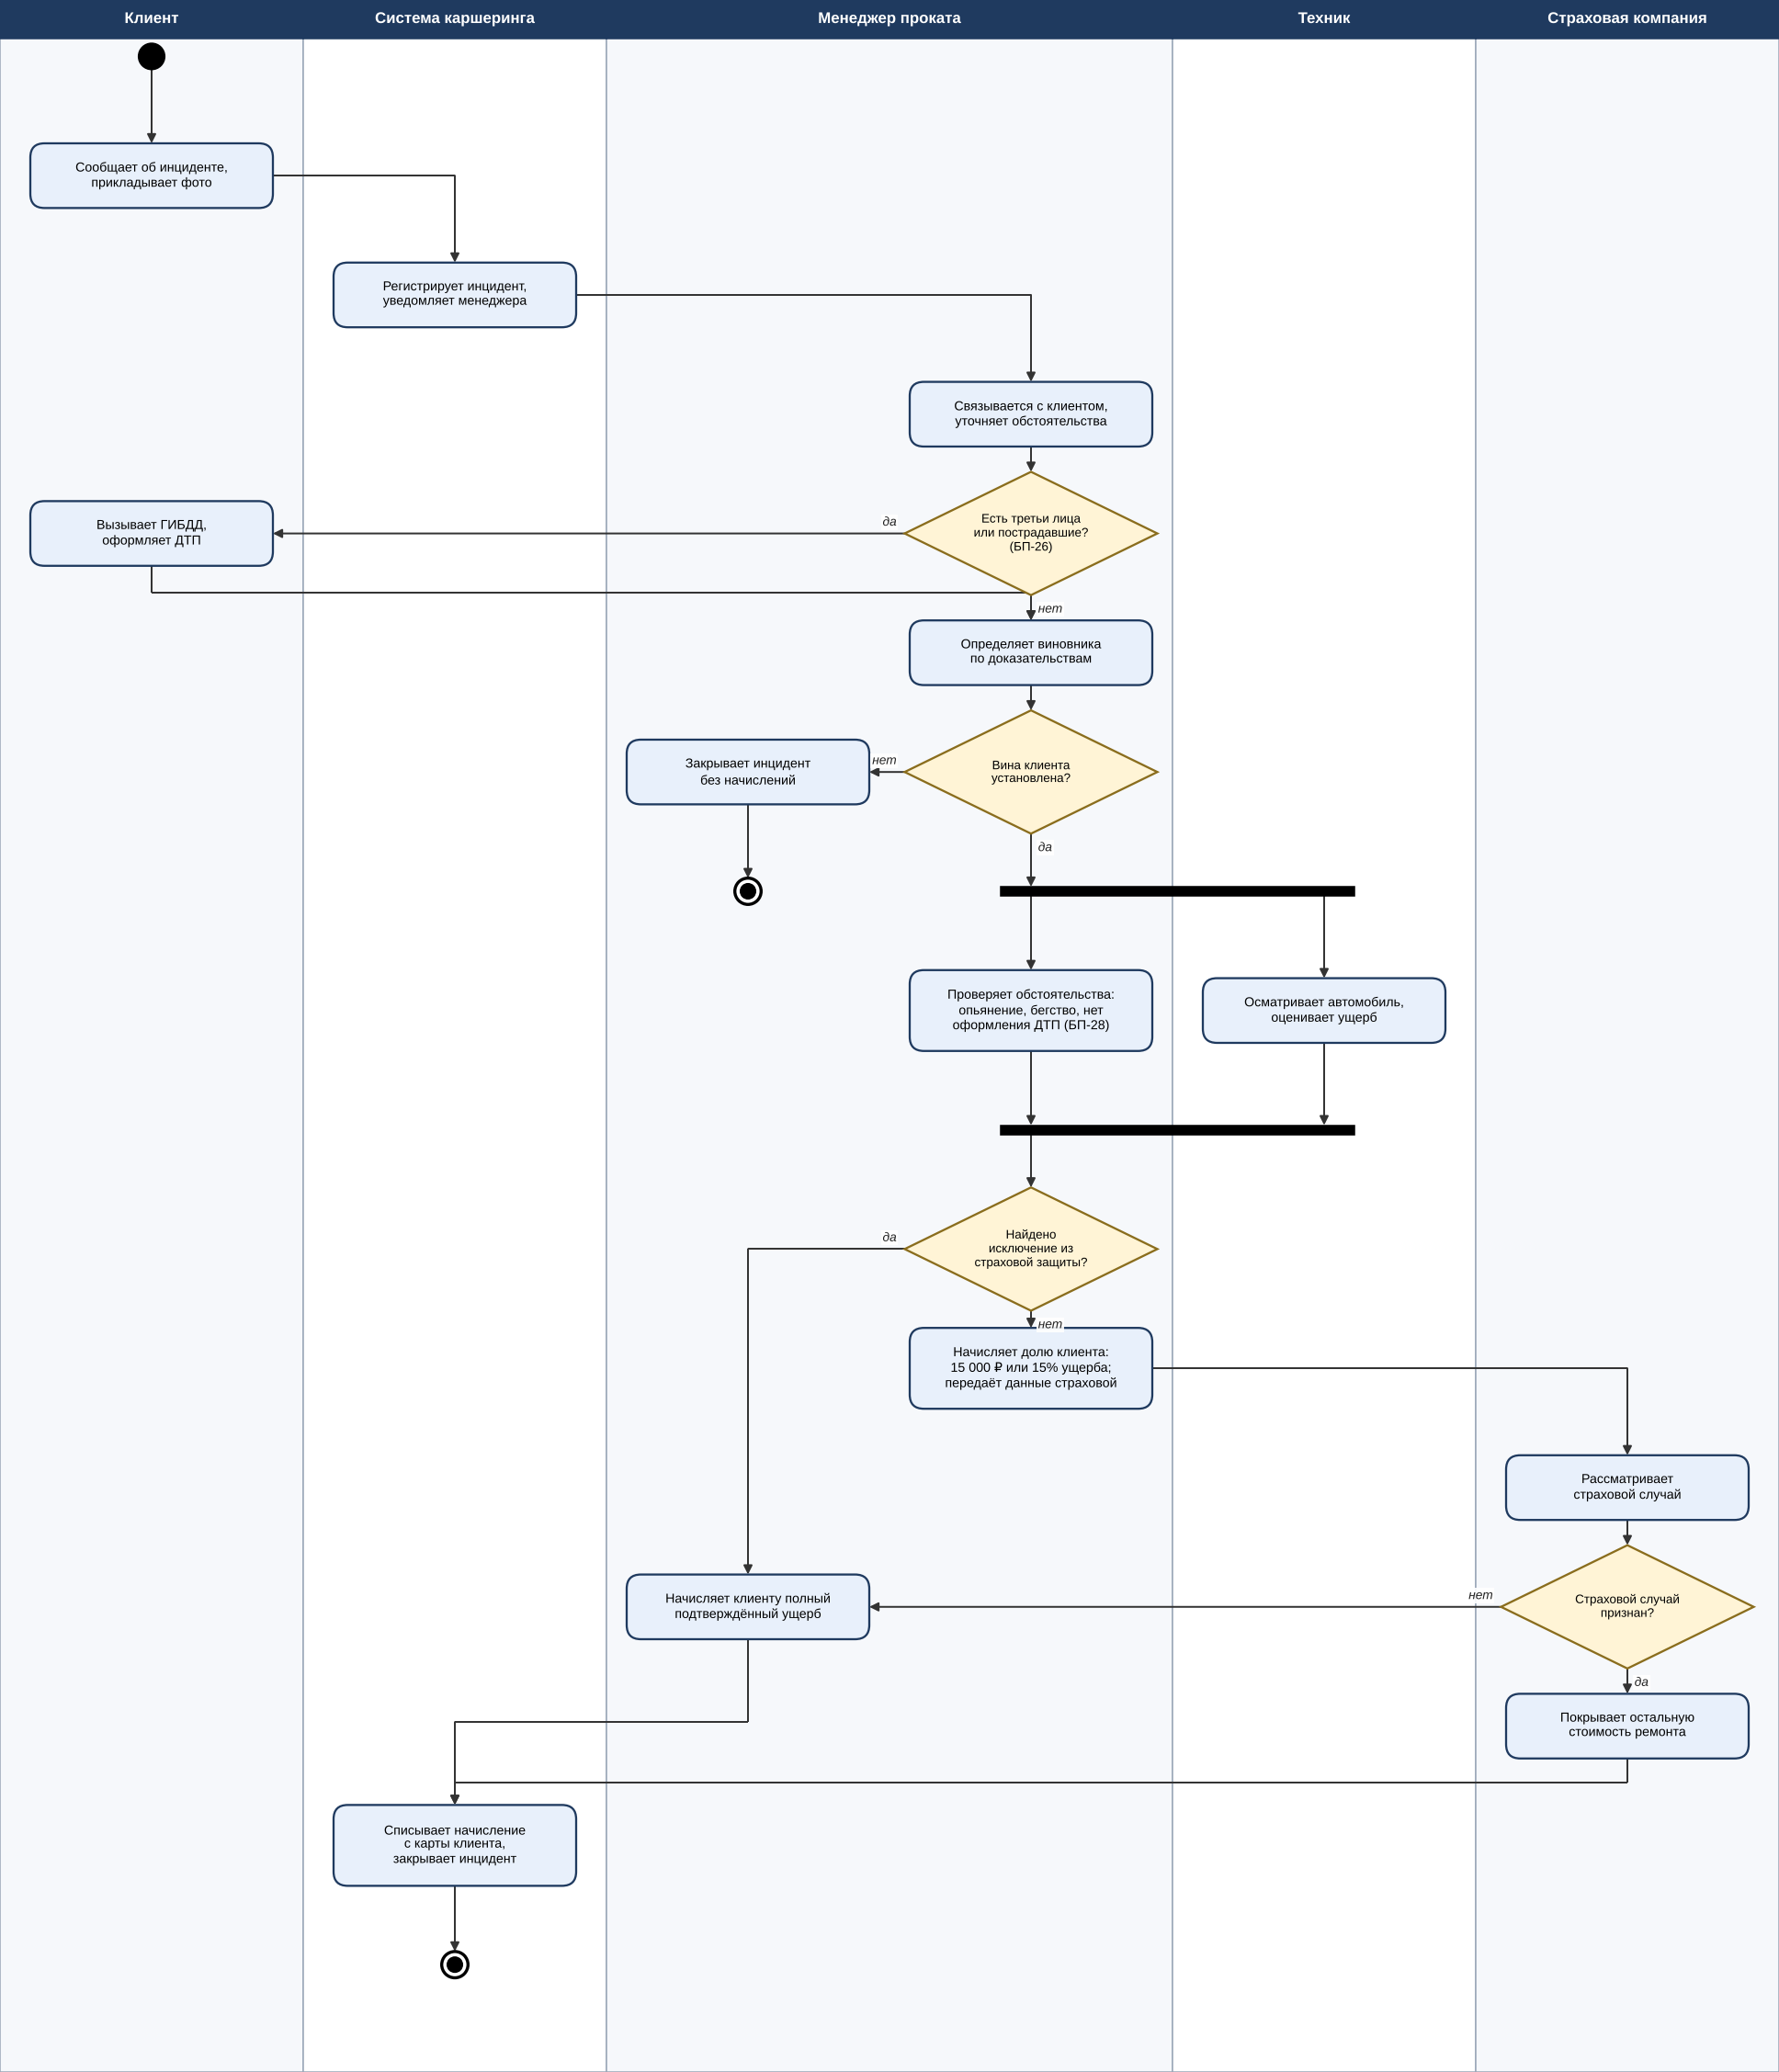 Клиент
Система каршеринга
Менеджер проката
Техник
Страховая компания
Сообщает об инциденте,
прикладывает фото
Регистрирует инцидент,
уведомляет менеджера
Связывается с клиентом,
уточняет обстоятельства
Вызывает ГИБДД,
оформляет ДТП
да
Есть третьи лица
или пострадавшие?
(БП-26)
нет
Определяет виновника
по доказательствам
Закрывает инцидент
без начислений
нет
Вина клиента
установлена?
да
Проверяет обстоятельства:
опьянение, бегство, нет
оформления ДТП (БП-28)
Осматривает автомобиль,
оценивает ущерб
да
Найдено
исключение из
страховой защиты?
нет
Начисляет долю клиента:
15 000 ₽ или 15% ущерба;
передаёт данные страховой
Рассматривает
страховой случай
Начисляет клиенту полный
подтверждённый ущерб
нет
Страховой случай
признан?
да
Покрывает остальную
стоимость ремонта
Списывает начисление
с карты клиента,
закрывает инцидент